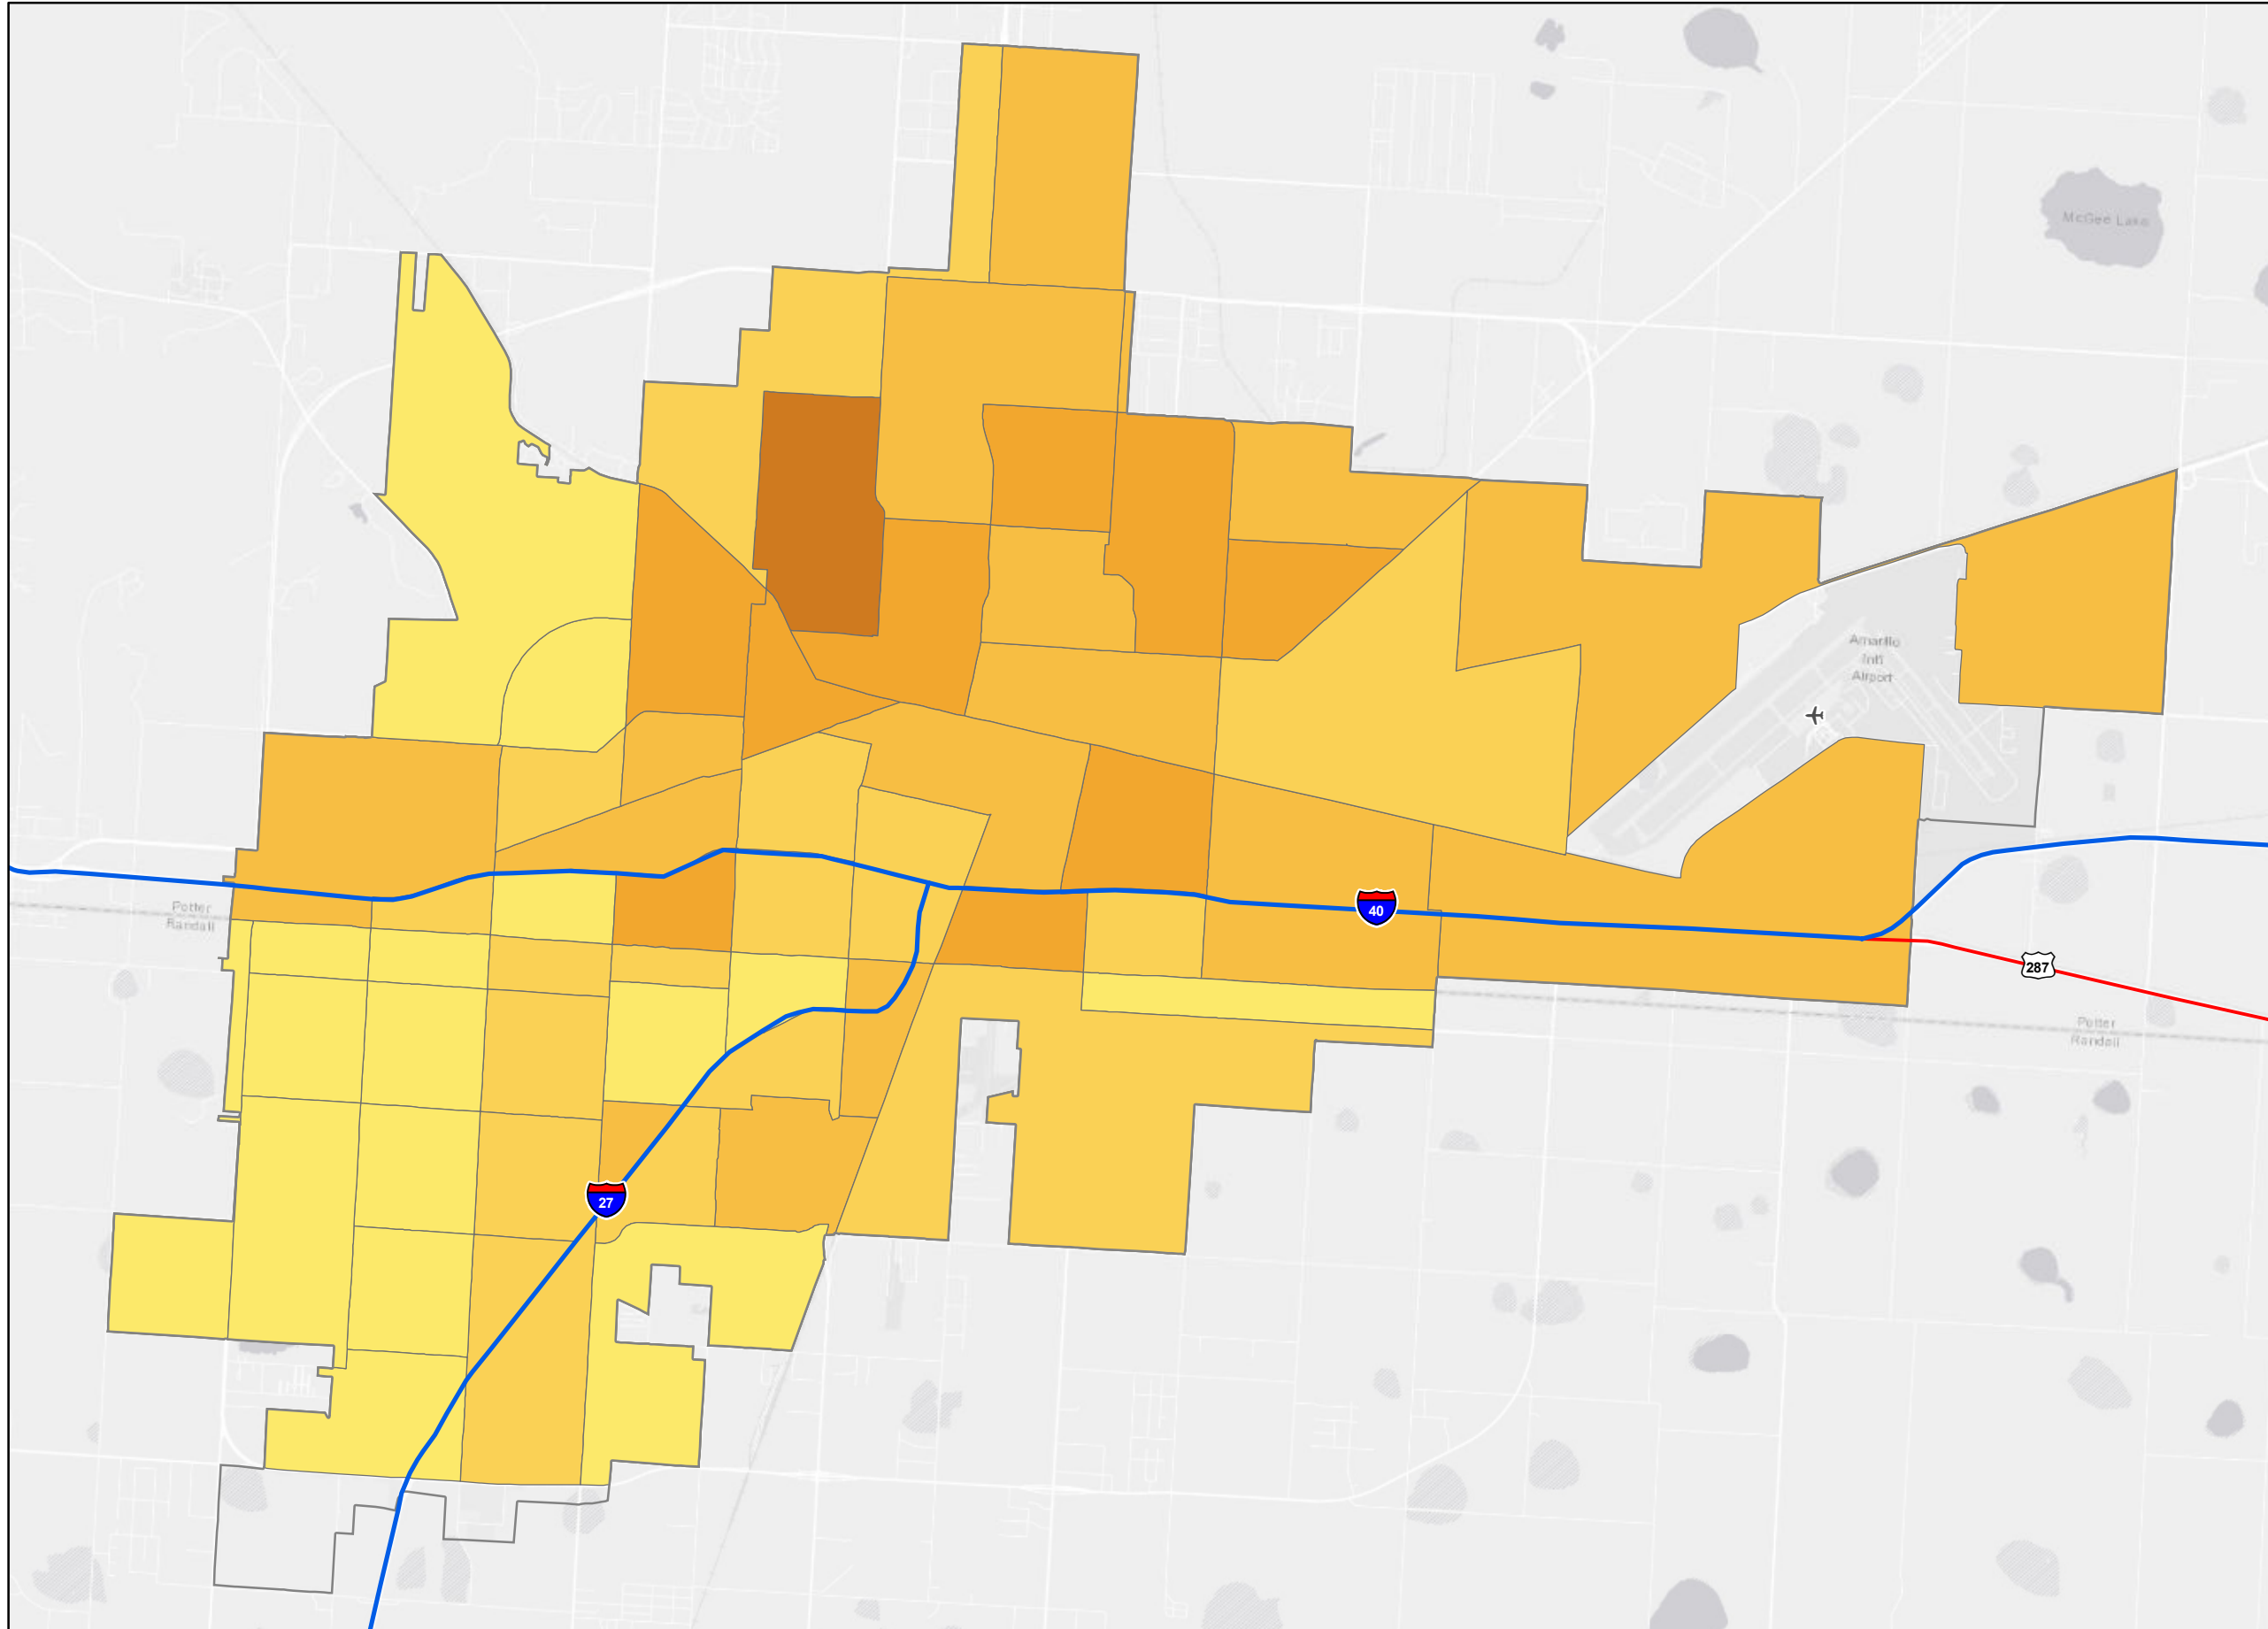 McGee Lake
Amarillo
Intl
Airport
Potter
Randall
40
287
Potter
Randall
27